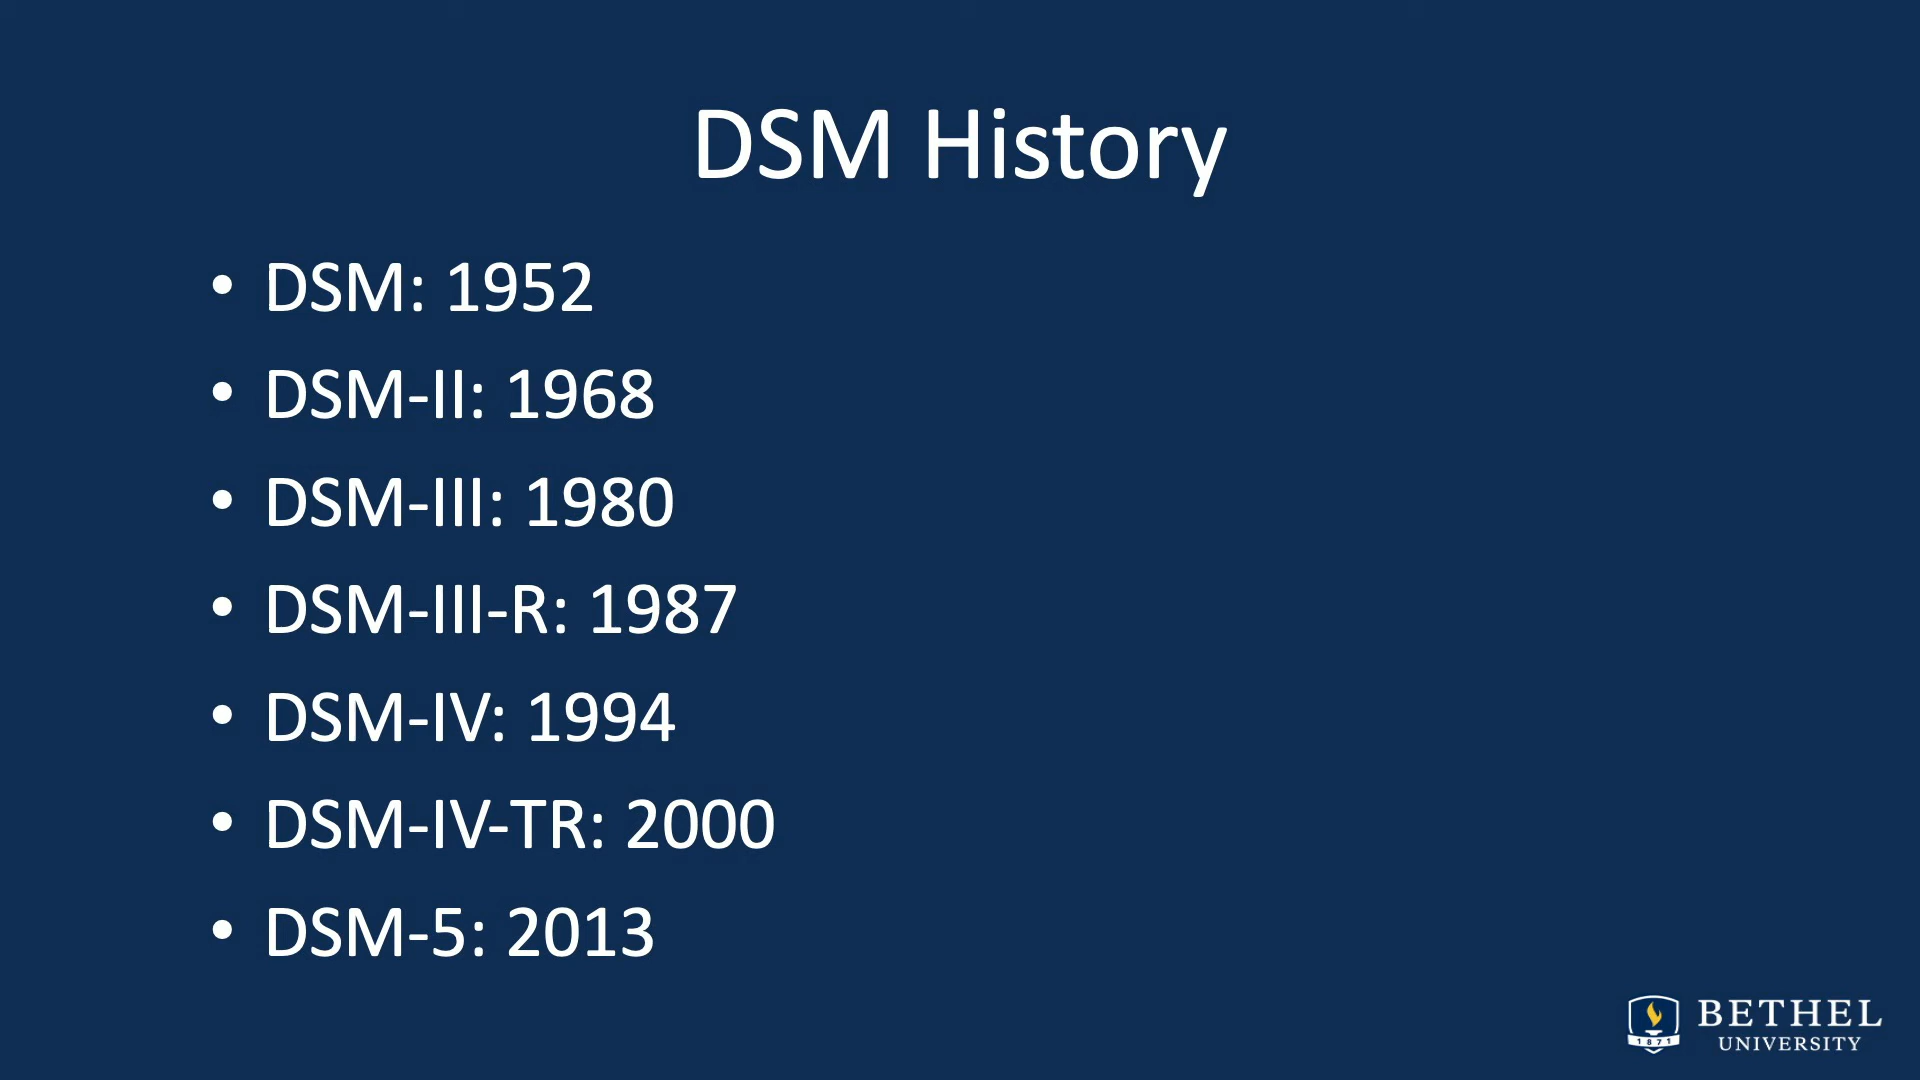 DSM History
• DSM: 1952
• DSM-II: 1968
• DSM-III: 1980
• DSM-III-R: 1987
• DSM-IV: 1994
• DSM-IV-TR: 2000
• DSM-5: 2013
BETHEL
UNIVERSITY
1871